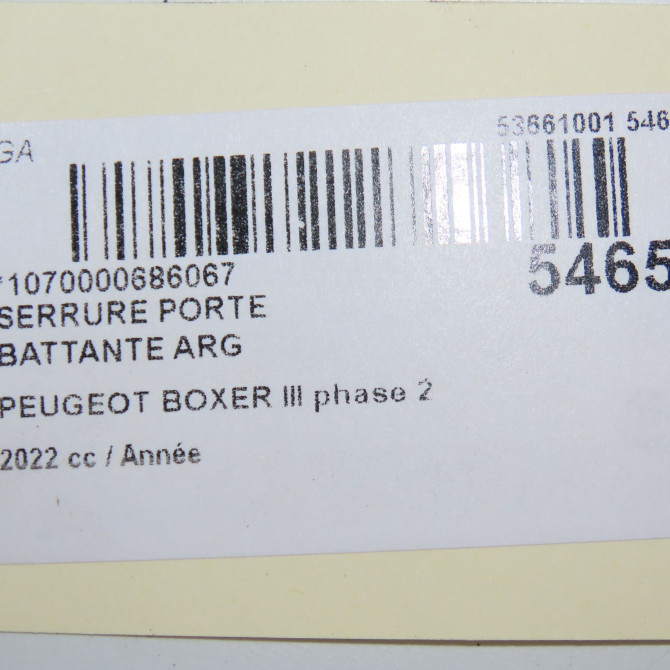 GA
53661001 546
5465
*1070000686067
SERRURE PORTE
BATTANTE ARG
PEUGEOT BOXER III phase 2
2022 cc / Année